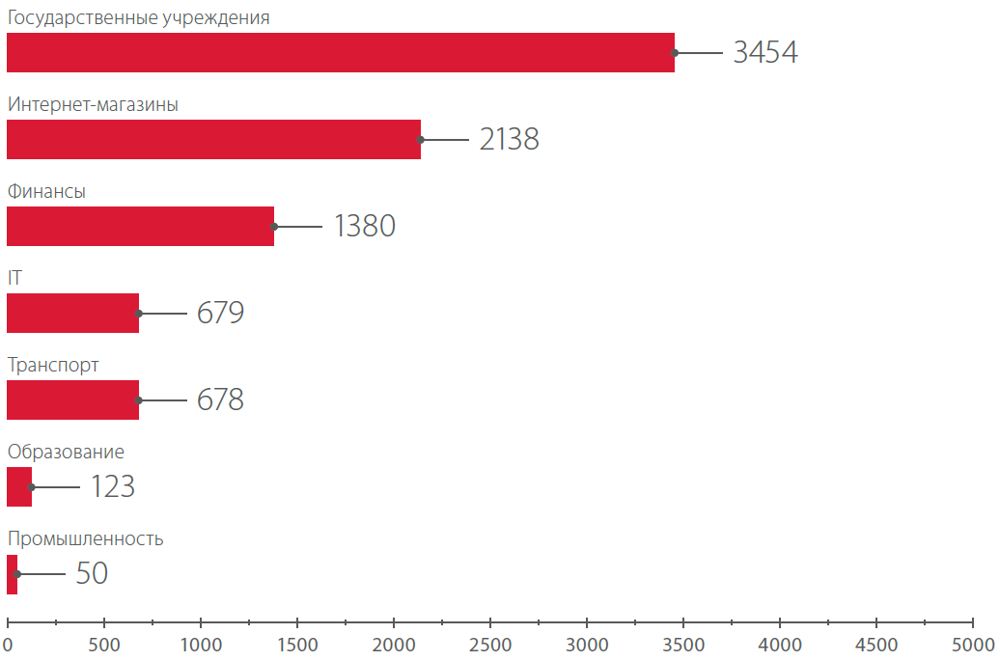 Государственные учреждения
3454
Интернет-магазины
2138
Финансы
1380
IT
679
Транспорт
678
Образование
123
Промышленность
50
0 500 1000 1500 2000 2500 3000 3500 4000 4500 5000